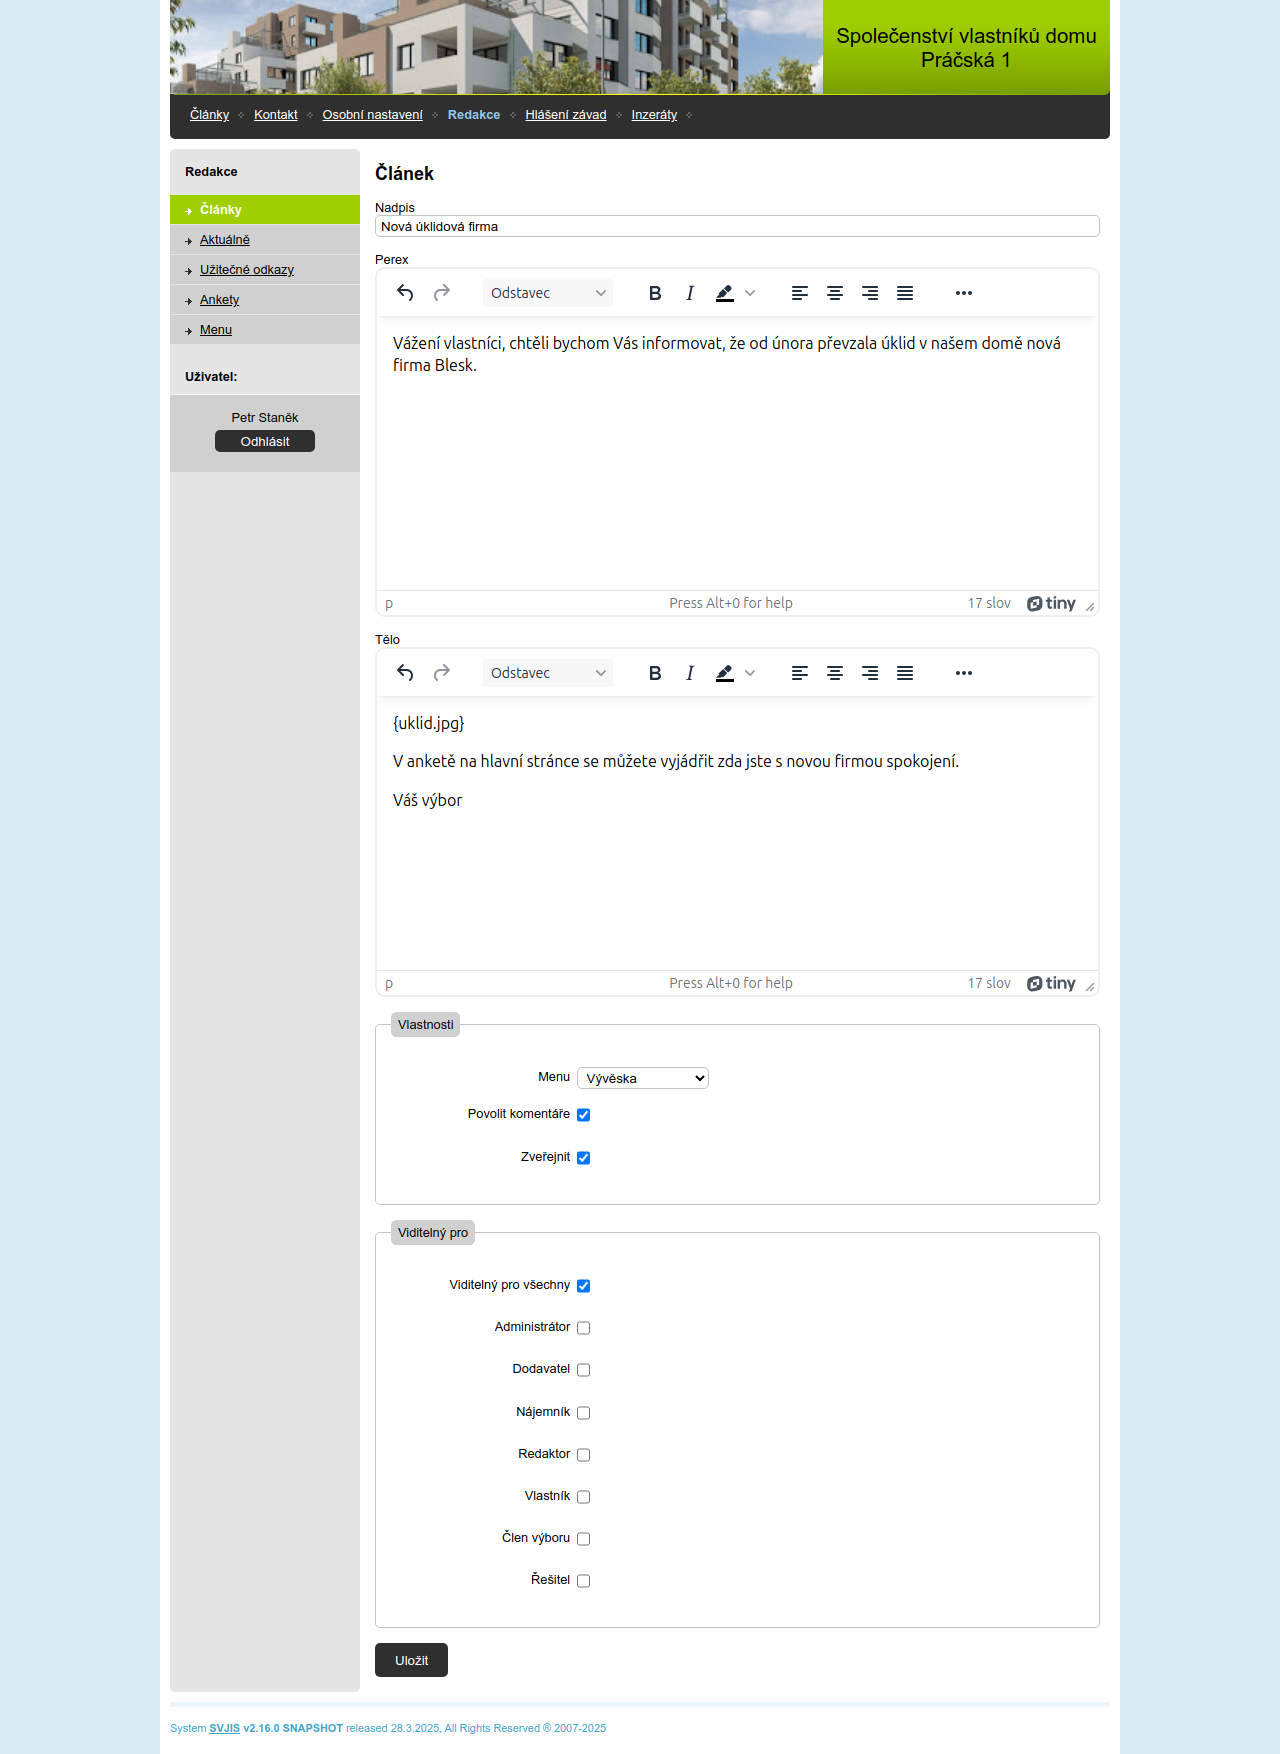 Společenství vlastníků domu
Práčská 1
Články Kontakt Osobní nastavení Redakce Hlášení závad Inzeráty
Redakce
Články
Aktuálně
Užitečné odkazy
Ankety
Menu
Uživatel:
Petr Staněk
Odhlásit
Článek
Nadpis
Nová úklidová firma
Perex
Odstavec
Vážení vlastníci, chtěli bychom Vás informovat, že od února převzala úklid v našem domě nová
firma Blesk.
p Press Alt+0 for help 17 slov tiny
Tělo
Odstavec
{uklid.jpg}
V anketě na hlavní stránce se můžete vyjádřit zda jste s novou firmou spokojení.
Váš výbor
p Press Alt+0 for help 17 slov tiny
Vlastnosti
Menu Vývěska
Povolit komentáře
Zveřejnit
Viditelný pro
Viditelný pro všechny
Administrátor
Dodavatel
Nájemník
Redaktor
Vlastník
Člen výboru
Řešitel
Uložit
System SVJIS v2.16.0 SNAPSHOT released 28.3.2025, All Rights Reserved ® 2007-2025